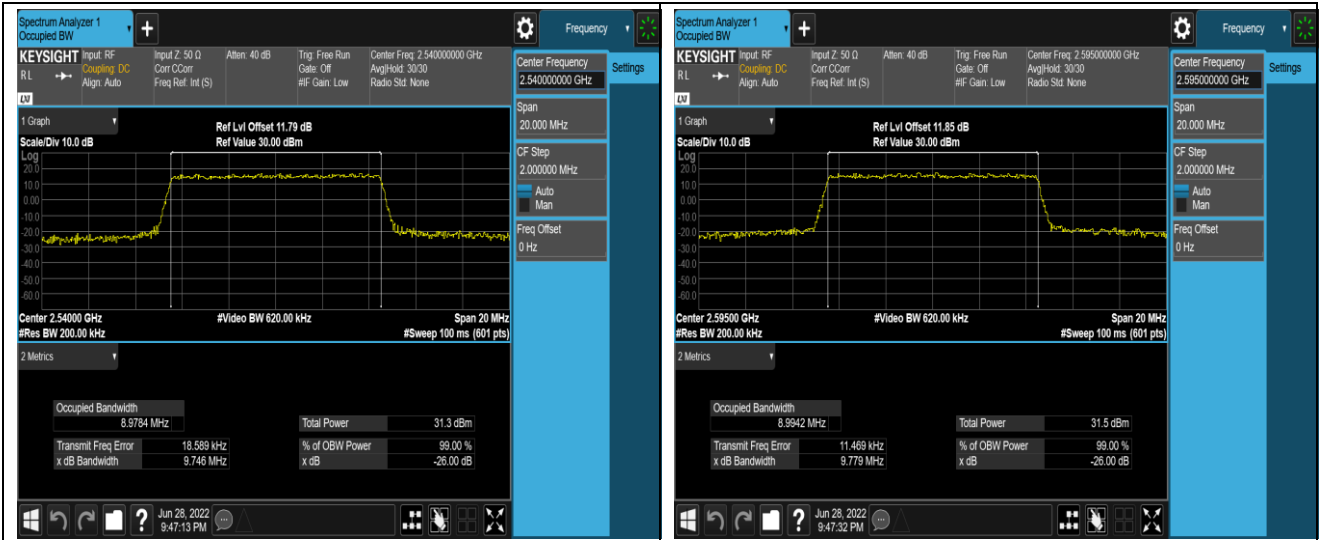 Spectrum Analyzer 1
Occupied BW
+
Frequency
KEYSIGHT
RL
LXI
Input: RF
Coupling: DC
Align: Auto
Input Z: 50 Ω
Corr CCorr
Freq Ref: Int (S)
Atten: 40 dB
Trig: Free Run
Gate: Off
#IF Gain: Low
Center Freq: 2.540000000 GHz
Avg|Hold: 30/30
Radio Std: None
Center Frequency
2.540000000 GHz
Settings
Span
20.000 MHz
CF Step
2.000000 MHz
Auto
Man
Freq Offset
0 Hz
1 Graph
Scale/Div 10.0 dB
Ref Lvl Offset 11.79 dB
Ref Value 30.00 dBm
Log
20.0
10.0
0.00
-10.0
-20.0
-30.0
-40.0
-50.0
-60.0
Center 2.54000 GHz
#Video BW 620.00 kHz
Span 20 MHz
#Res BW 200.00 kHz
#Sweep 100 ms (601 pts)
2 Metrics
Occupied Bandwidth
8.9784 MHz
Total Power 31.3 dBm
Transmit Freq Error 18.589 kHz
% of OBW Power 99.00 %
x dB Bandwidth 9.746 MHz
x dB -26.00 dB
?
Jun 28, 2022
9:47:13 PM
Spectrum Analyzer 1
Occupied BW
+
Frequency
KEYSIGHT
RL
LXI
Input: RF
Coupling: DC
Align: Auto
Input Z: 50 Ω
Corr CCorr
Freq Ref: Int (S)
Atten: 40 dB
Trig: Free Run
Gate: Off
#IF Gain: Low
Center Freq: 2.595000000 GHz
Avg|Hold: 30/30
Radio Std: None
Center Frequency
2.595000000 GHz
Settings
Span
20.000 MHz
CF Step
2.000000 MHz
Auto
Man
Freq Offset
0 Hz
1 Graph
Scale/Div 10.0 dB
Ref Lvl Offset 11.85 dB
Ref Value 30.00 dBm
Log
20.0
10.0
0.00
-10.0
-20.0
-30.0
-40.0
-50.0
-60.0
Center 2.59500 GHz
#Video BW 620.00 kHz
Span 20 MHz
#Res BW 200.00 kHz
#Sweep 100 ms (601 pts)
2 Metrics
Occupied Bandwidth
8.9942 MHz
Total Power 31.5 dBm
Transmit Freq Error 11.469 kHz
% of OBW Power 99.00 %
x dB Bandwidth 9.779 MHz
x dB -26.00 dB
?
Jun 28, 2022
9:47:32 PM